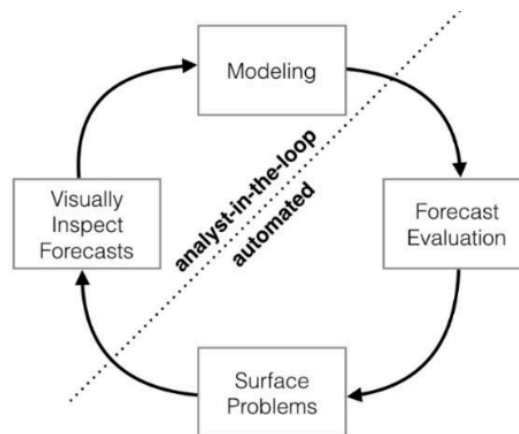 Modeling
analyst-in-the-loop
automated
Visually
Inspect
Forecasts
Forecast
Evaluation
Surface
Problems